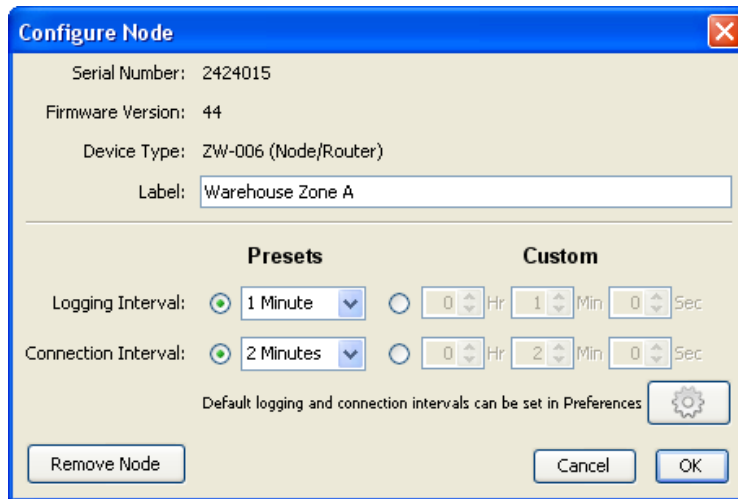 Configure Node
Serial Number: 2424015
Firmware Version: 44
Device Type: ZW-006 (Node/Router)
Label: Warehouse Zone A
Presets Custom
Logging Interval: 1 Minute 0 Hr 1 Min 0 Sec
Connection Interval: 2 Minutes 0 Hr 2 Min 0 Sec
Default logging and connection intervals can be set in Preferences
Remove Node Cancel OK